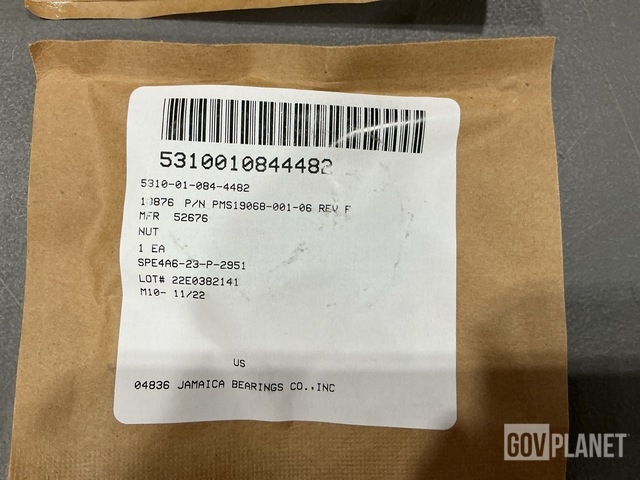 5310010844482
5310-01-084-4482
P/N PMS19068-001-06 REV
MFR 52676
NUT
1 EA
SPE4A6-23-P-2951
LOT# 22E0382141
M10- 11/22
US
04836 JAMAICA BEARINGS CO.,INC
GOVPLANET